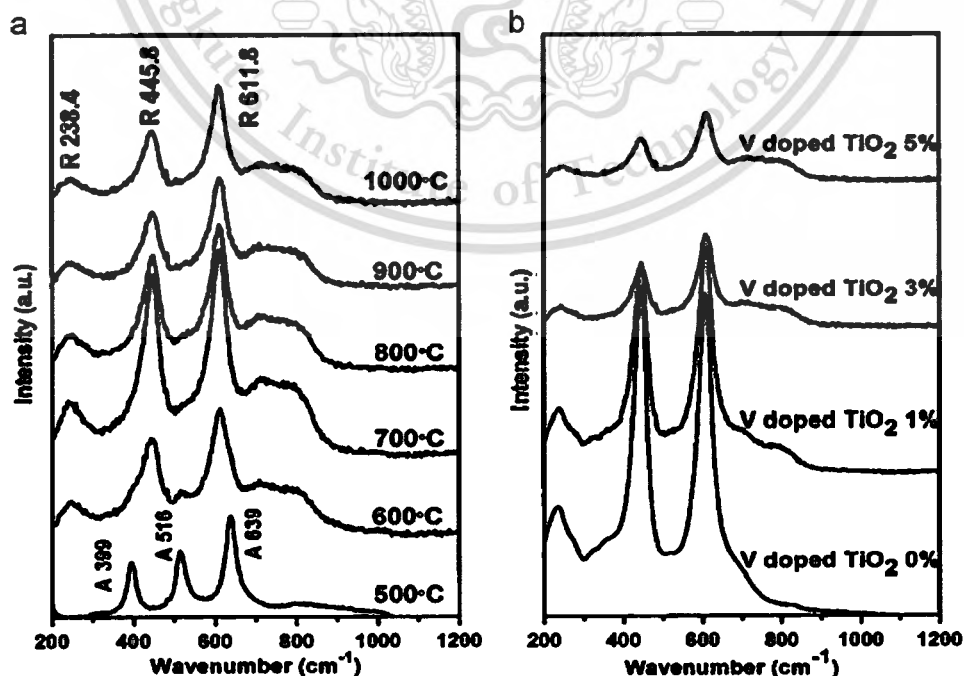 a
R 238.4
R 445.8
R 611.8
1000°C
900°C
800°C
700°C
600°C
A 399
A 516
A 639
500°C
Intensity (a.u.)
200 400 600 800 1000 1200
Wavenumber (cm⁻¹)
b
V doped TiO₂ 5%
V doped TiO₂ 3%
V doped TiO₂ 1%
V doped TiO₂ 0%
Intensity (a.u.)
200 400 600 800 1000 1200
Wavenumber (cm⁻¹)
Institute of Technology